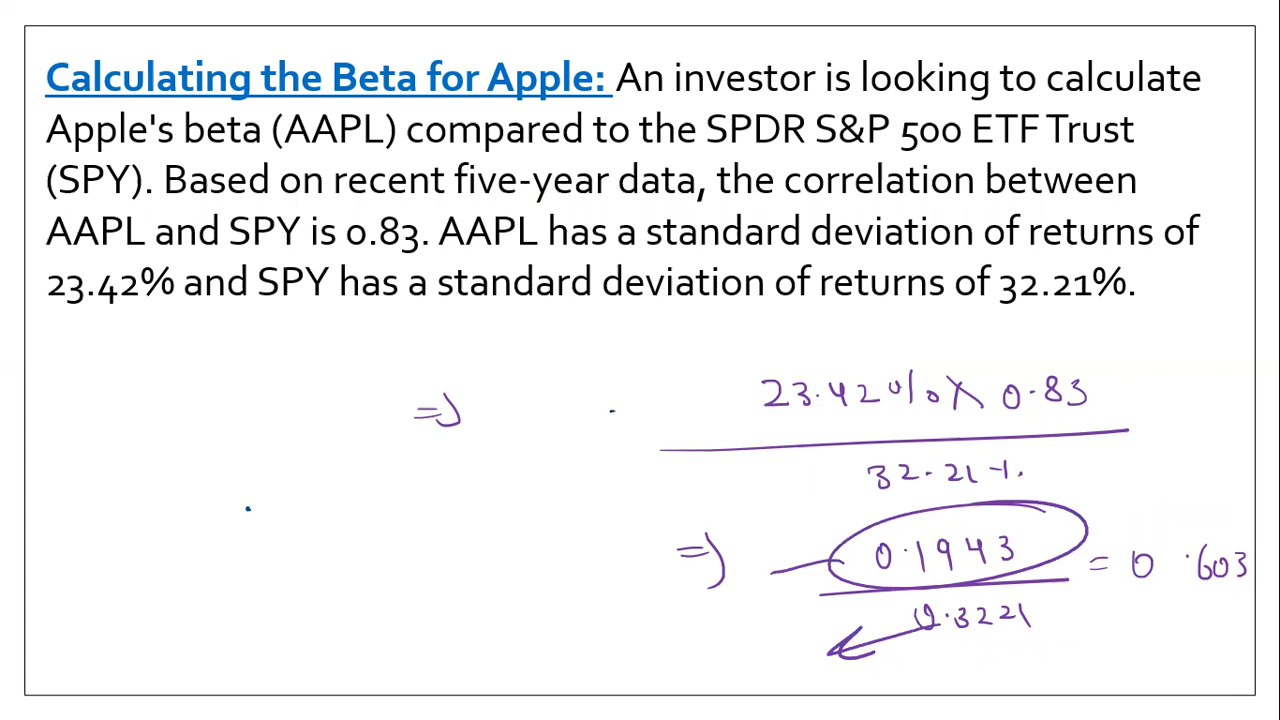 Calculating the Beta for Apple: An investor is looking to calculate
Apple's beta (AAPL) compared to the SPDR S&P 500 ETF Trust
(SPY). Based on recent five-year data, the correlation between
AAPL and SPY is 0.83. AAPL has a standard deviation of returns of
23.42% and SPY has a standard deviation of returns of 32.21%.
=> 23.42% X 0.83
32.21%
=> 0.1943 = 0.603
0.3221